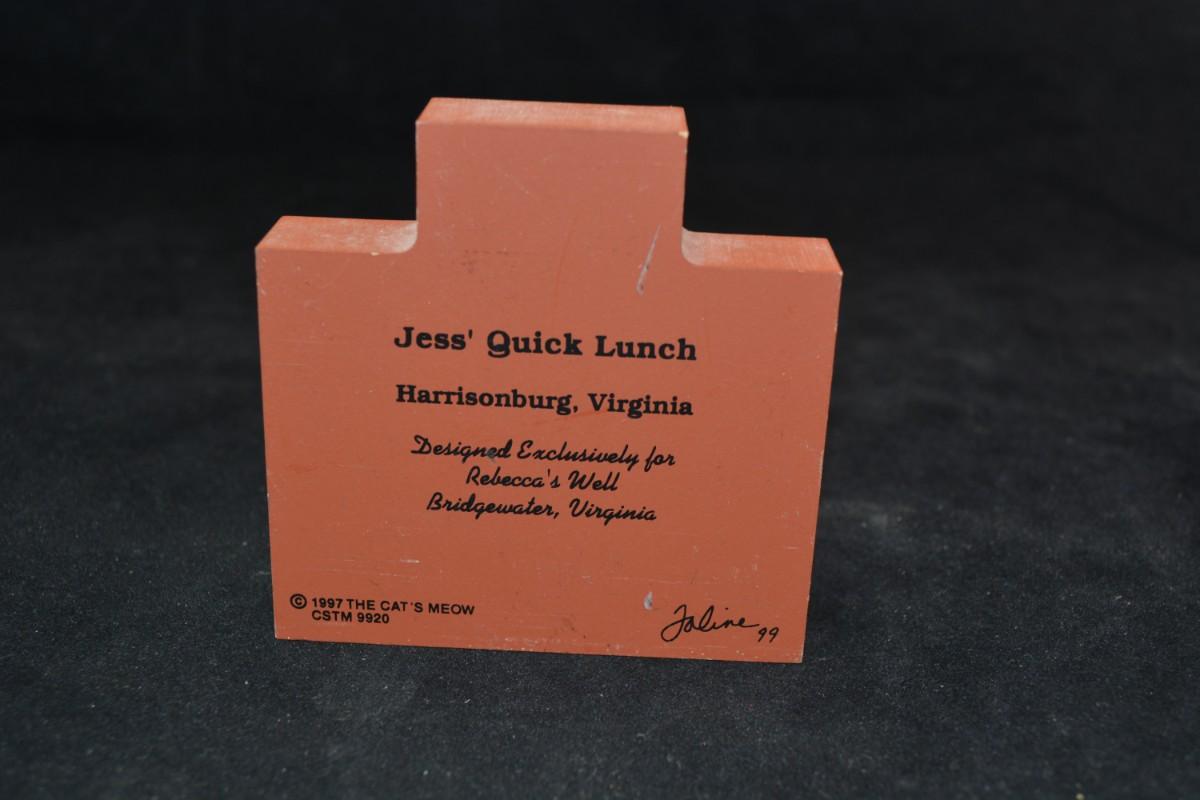 Jess' Quick Lunch
Harrisonburg, Virginia
Designed Exclusively for
Rebecca's Well
Bridgewater, Virginia
© 1997 THE CAT'S MEOW
CSTM 9920
Faline 99